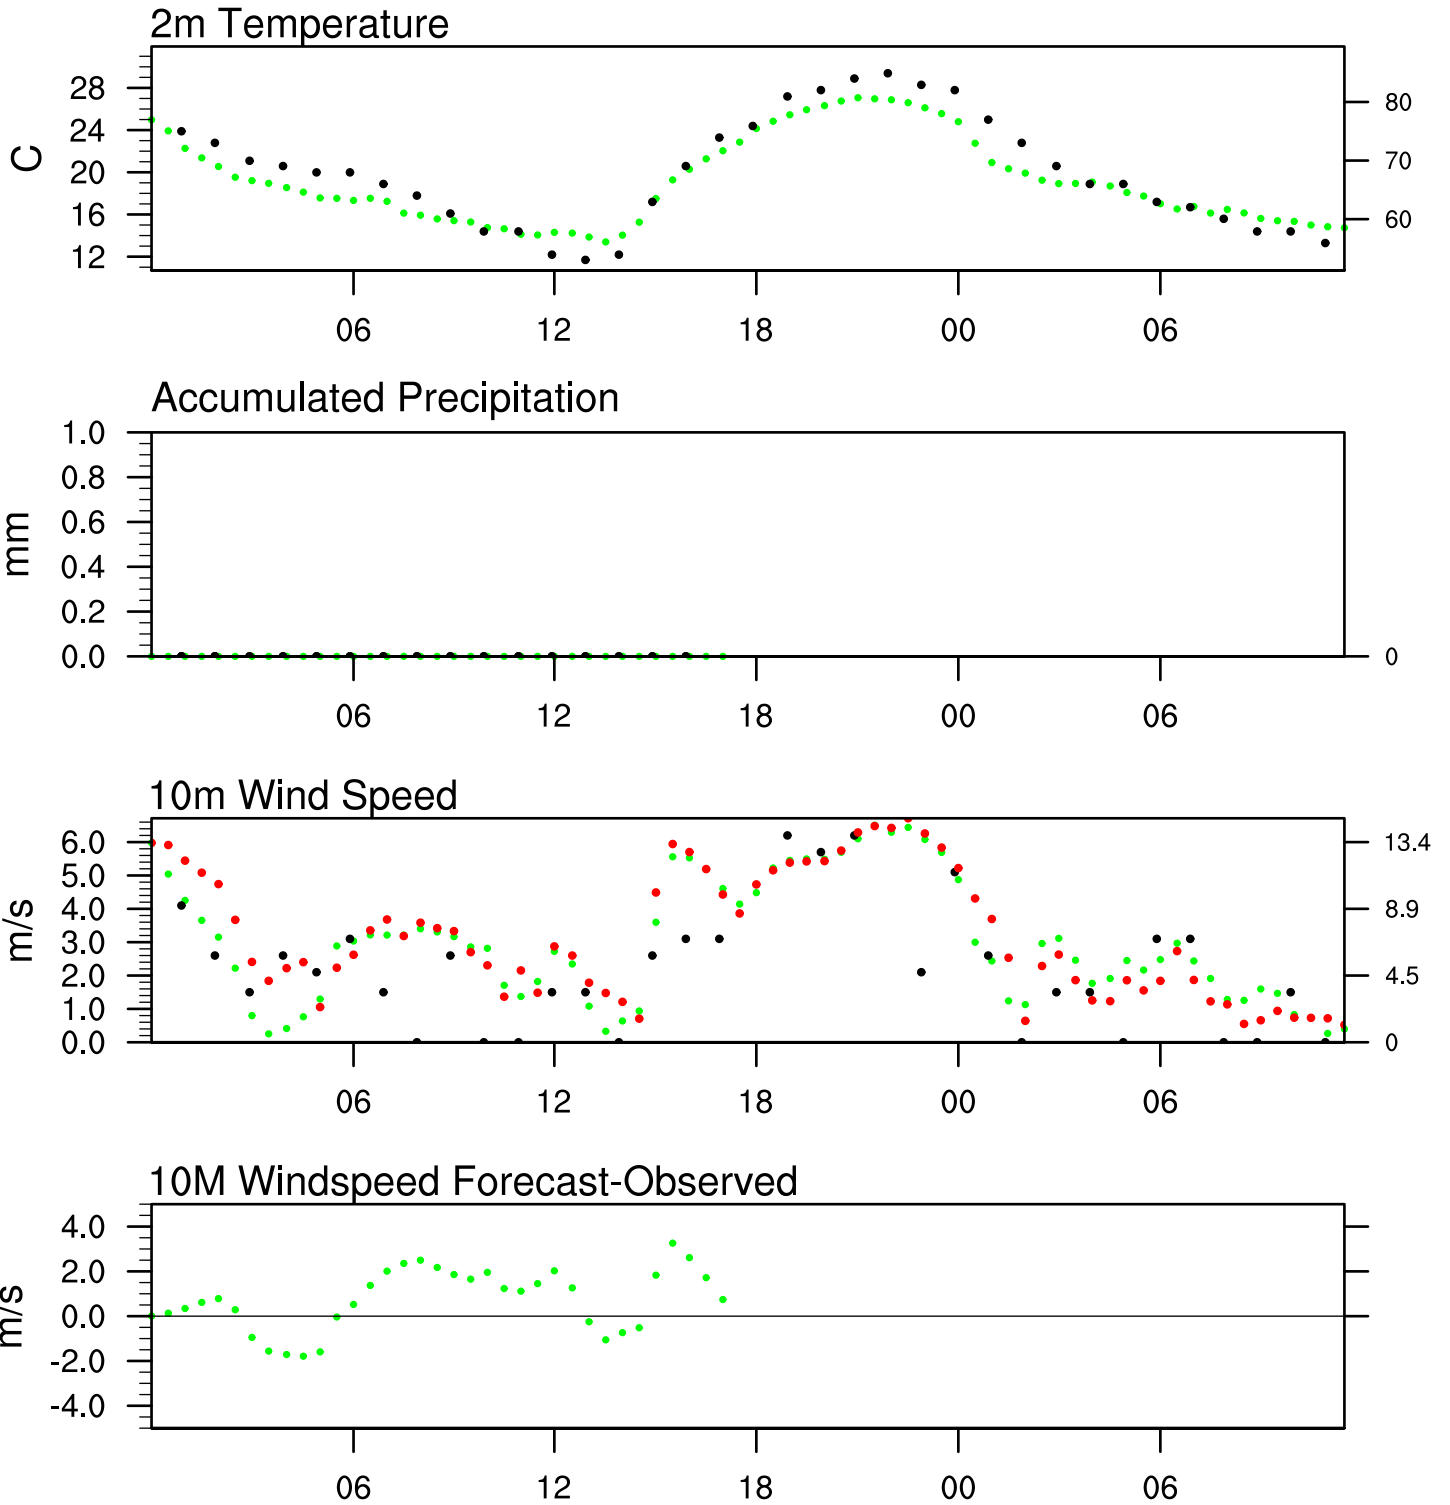 2m Temperature
28
24
20
16
12
C
80
70
60
06 12 18 00 06
Accumulated Precipitation
1.0
0.8
0.6
0.4
0.2
0.0
mm
0
06 12 18 00 06
10m Wind Speed
6.0
5.0
4.0
3.0
2.0
1.0
0.0
m/s
13.4
8.9
4.5
0
06 12 18 00 06
10M Windspeed Forecast-Observed
4.0
2.0
0.0
-2.0
-4.0
m/s
06 12 18 00 06